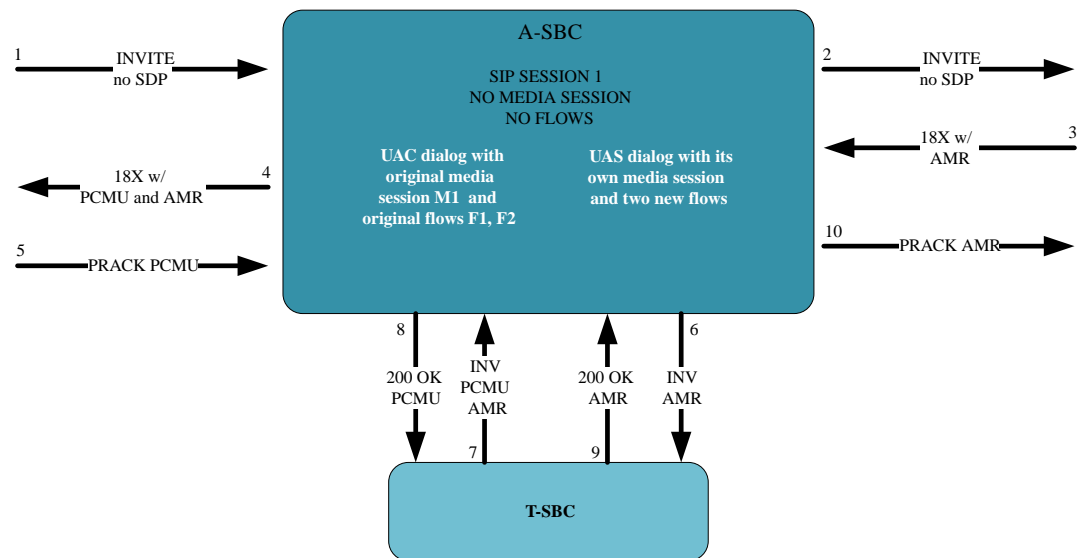 A-SBC
SIP SESSION 1
NO MEDIA SESSION
NO FLOWS
UAC dialog with
original media
session M1 and
original flows F1, F2
UAS dialog with its
own media session
and two new flows
1
INVITE
no SDP
2
INVITE
no SDP
3
18X w/
AMR
4
18X w/
PCMU and AMR
5
PRACK PCMU
10
PRACK AMR
8
200 OK
PCMU
INV
PCMU
AMR
7
200 OK
AMR
9
6
INV
AMR
T-SBC